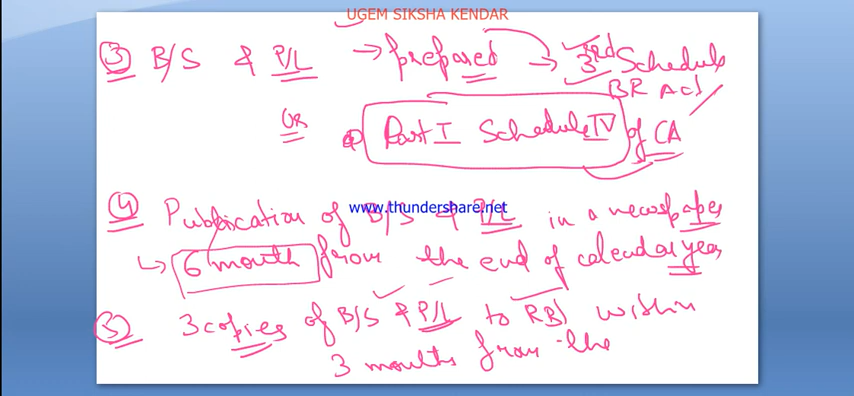 UGEM SIKSHA KENDAR
③ B/S & P/L → prepared → 3rd Schedule
BR Act
OR Part I Schedule IV of CA
www.thundershare.net
④ Publication of B/S & P/L in a newspaper
↳ 6 month from the end of calendar year
⑤ 3 copies of B/S & P/L to RBI within
3 months from the